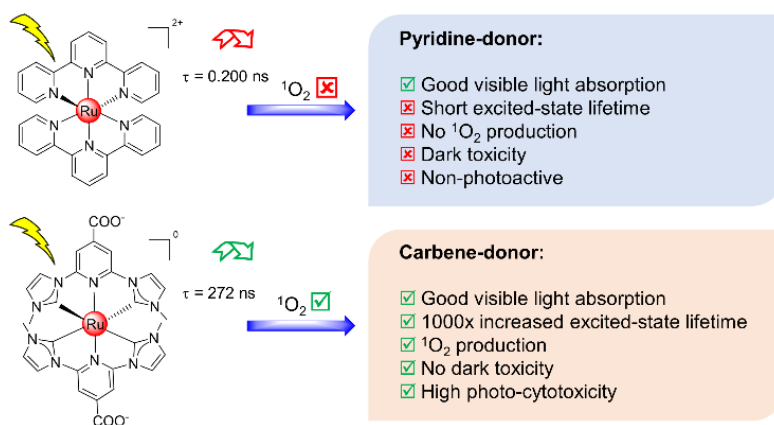 2+
N N N
Ru
N N N
τ = 0.200 ns
¹O₂
Pyridine-donor:
Good visible light absorption
Short excited-state lifetime
No ¹O₂ production
Dark toxicity
Non-photoactive
COO⁻
0
N N N
N N
Ru
N N
N N N
COO⁻
τ = 272 ns
¹O₂
Carbene-donor:
Good visible light absorption
1000x increased excited-state lifetime
¹O₂ production
No dark toxicity
High photo-cytotoxicity